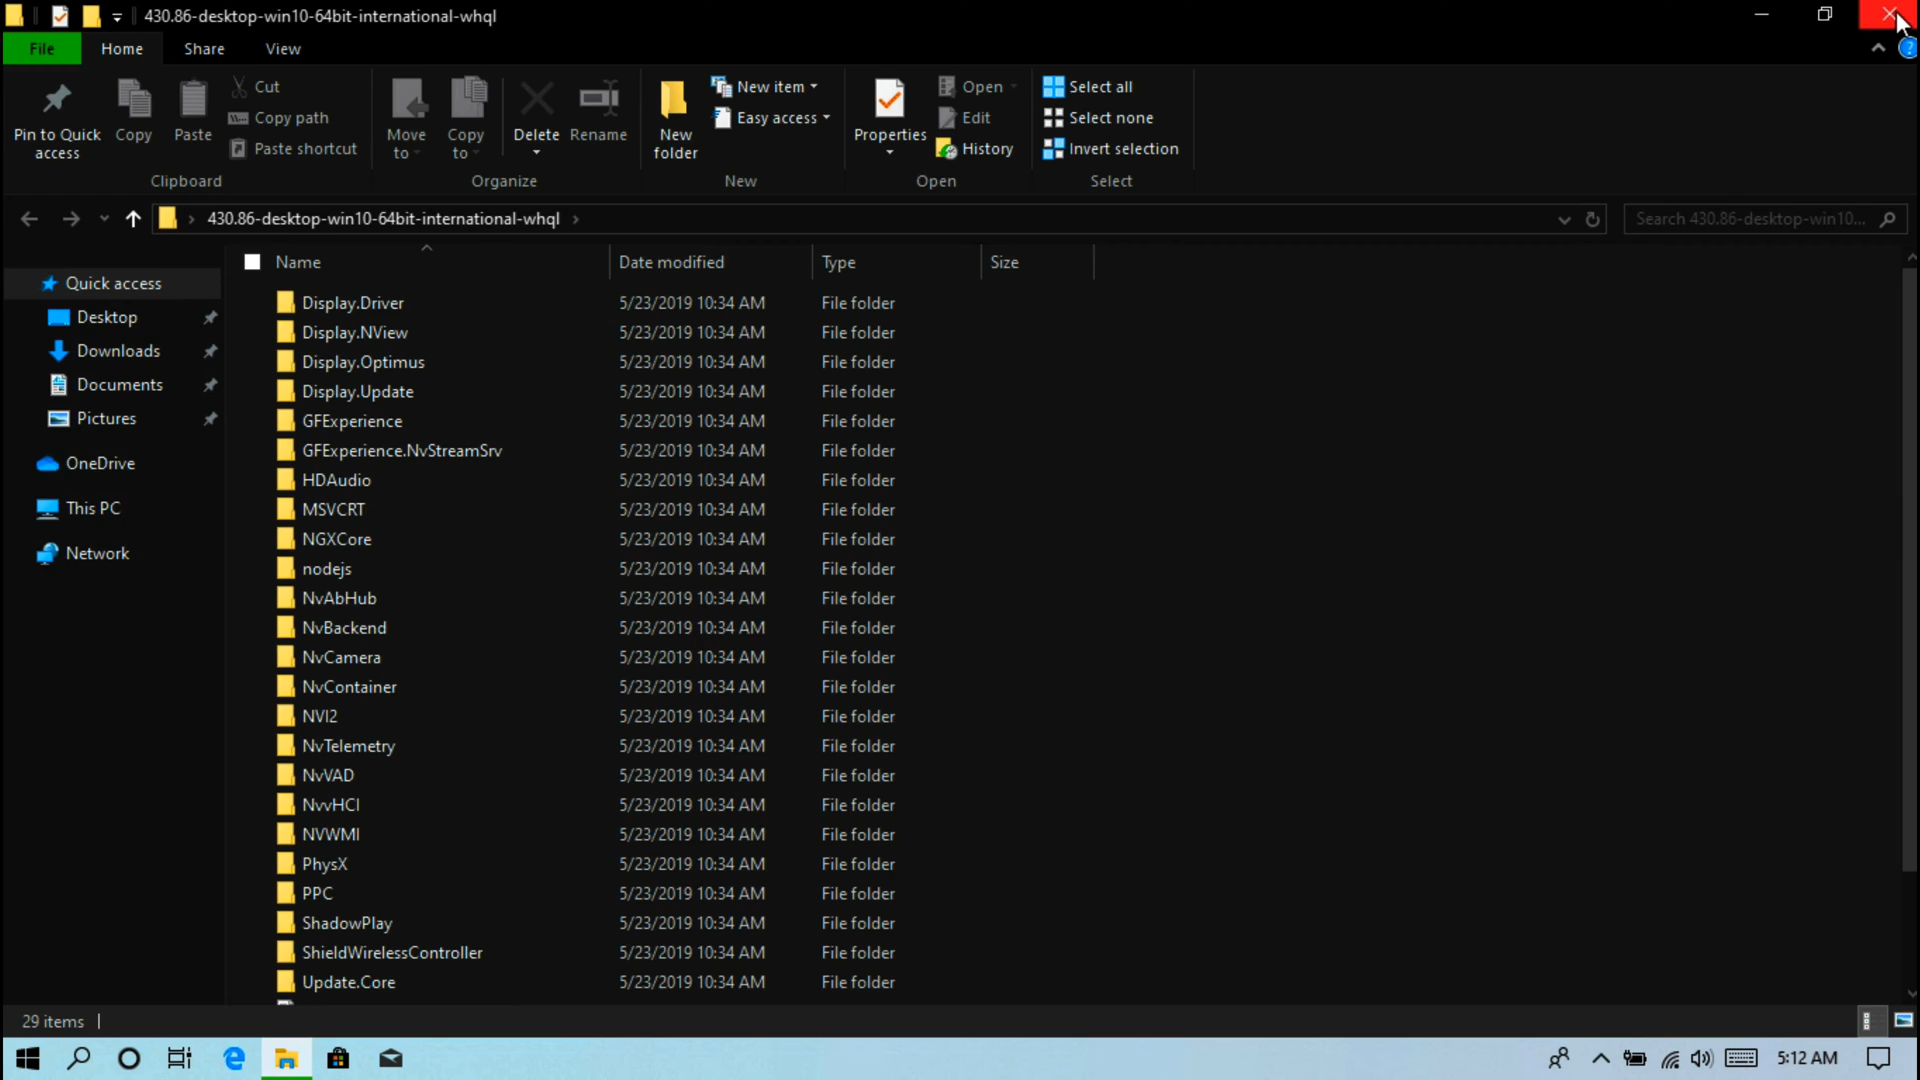 430.86-desktop-win10-64bit-international-whql
File Home Share View
Pin to Quick access
Copy
Paste
Cut
Copy path
Paste shortcut
Clipboard
Move to
Copy to
Delete
Rename
Organize
New folder
New item
Easy access
New
Properties
Open
Edit
History
Open
Select all
Select none
Invert selection
Select
430.86-desktop-win10-64bit-international-whql
Search 430.86-desktop-win10...
Quick access
Desktop
Downloads
Documents
Pictures
OneDrive
This PC
Network
Name Date modified Type Size
Display.Driver 5/23/2019 10:34 AM File folder
Display.NView 5/23/2019 10:34 AM File folder
Display.Optimus 5/23/2019 10:34 AM File folder
Display.Update 5/23/2019 10:34 AM File folder
GFExperience 5/23/2019 10:34 AM File folder
GFExperience.NvStreamSrv 5/23/2019 10:34 AM File folder
HDAudio 5/23/2019 10:34 AM File folder
MSVCRT 5/23/2019 10:34 AM File folder
NGXCore 5/23/2019 10:34 AM File folder
nodejs 5/23/2019 10:34 AM File folder
NvAbHub 5/23/2019 10:34 AM File folder
NvBackend 5/23/2019 10:34 AM File folder
NvCamera 5/23/2019 10:34 AM File folder
NvContainer 5/23/2019 10:34 AM File folder
NVI2 5/23/2019 10:34 AM File folder
NvTelemetry 5/23/2019 10:34 AM File folder
NvVAD 5/23/2019 10:34 AM File folder
NvvHCI 5/23/2019 10:34 AM File folder
NVWMI 5/23/2019 10:34 AM File folder
PhysX 5/23/2019 10:34 AM File folder
PPC 5/23/2019 10:34 AM File folder
ShadowPlay 5/23/2019 10:34 AM File folder
ShieldWirelessController 5/23/2019 10:34 AM File folder
Update.Core 5/23/2019 10:34 AM File folder
29 items
5:12 AM